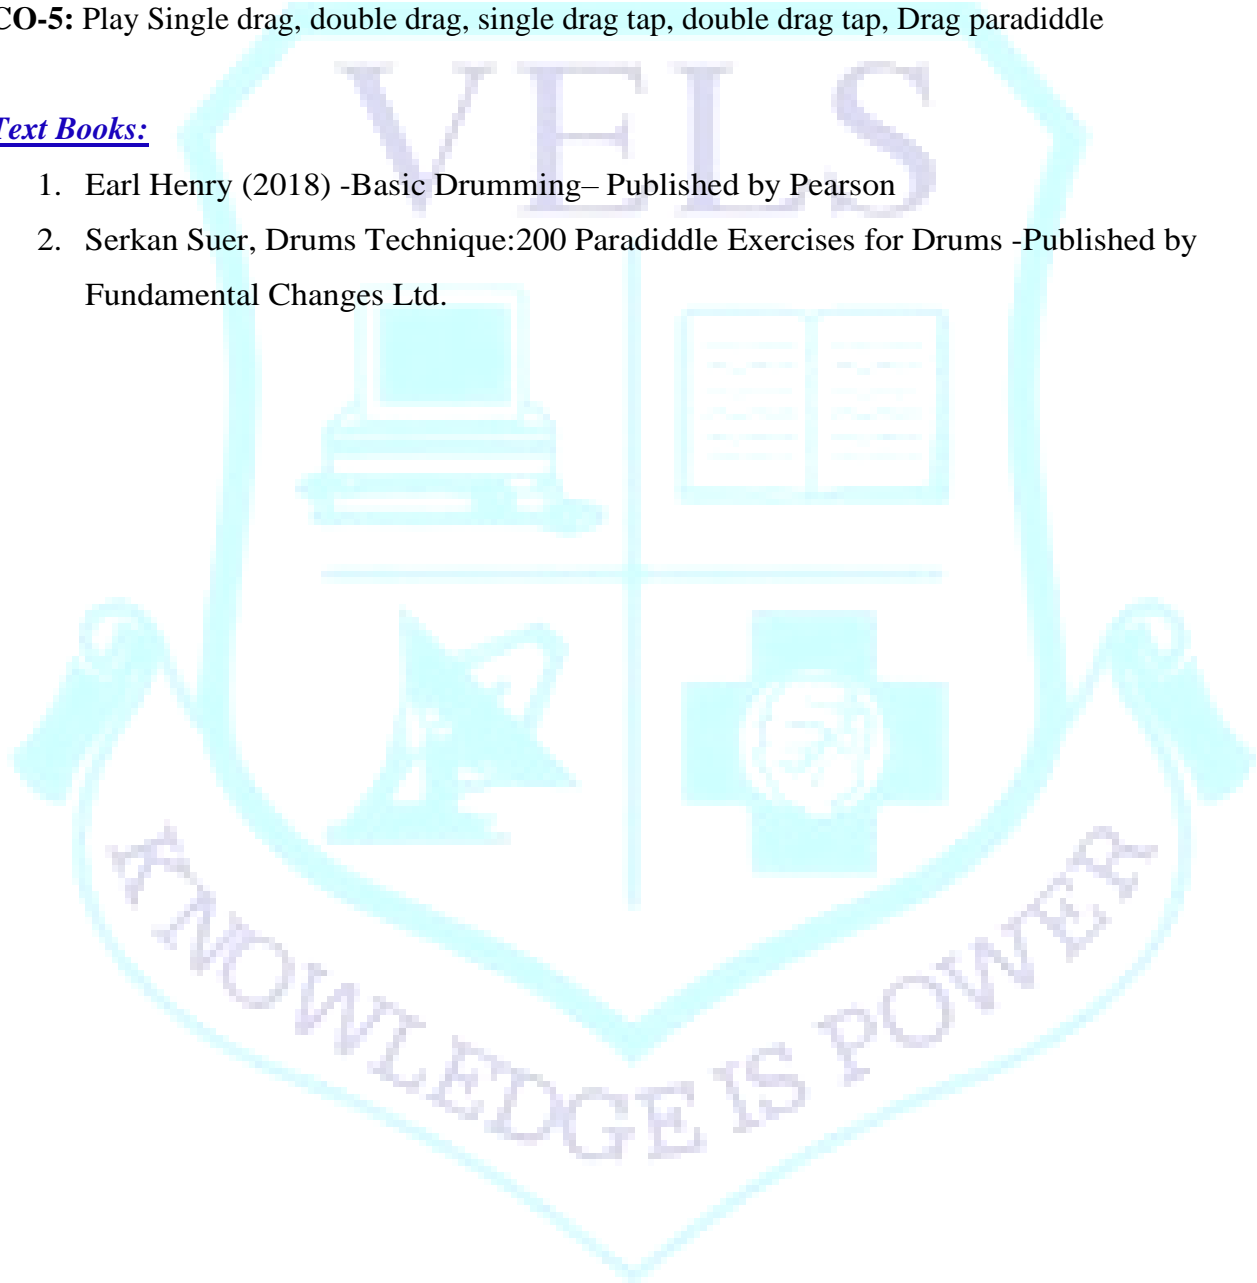 CO-5: Play Single drag, double drag, single drag tap, double drag tap, Drag paradiddle
VELS
Text Books:
1. Earl Henry (2018) -Basic Drumming– Published by Pearson
2. Serkan Suer, Drums Technique:200 Paradiddle Exercises for Drums -Published by
Fundamental Changes Ltd.
KNOWLEDGE IS POWER